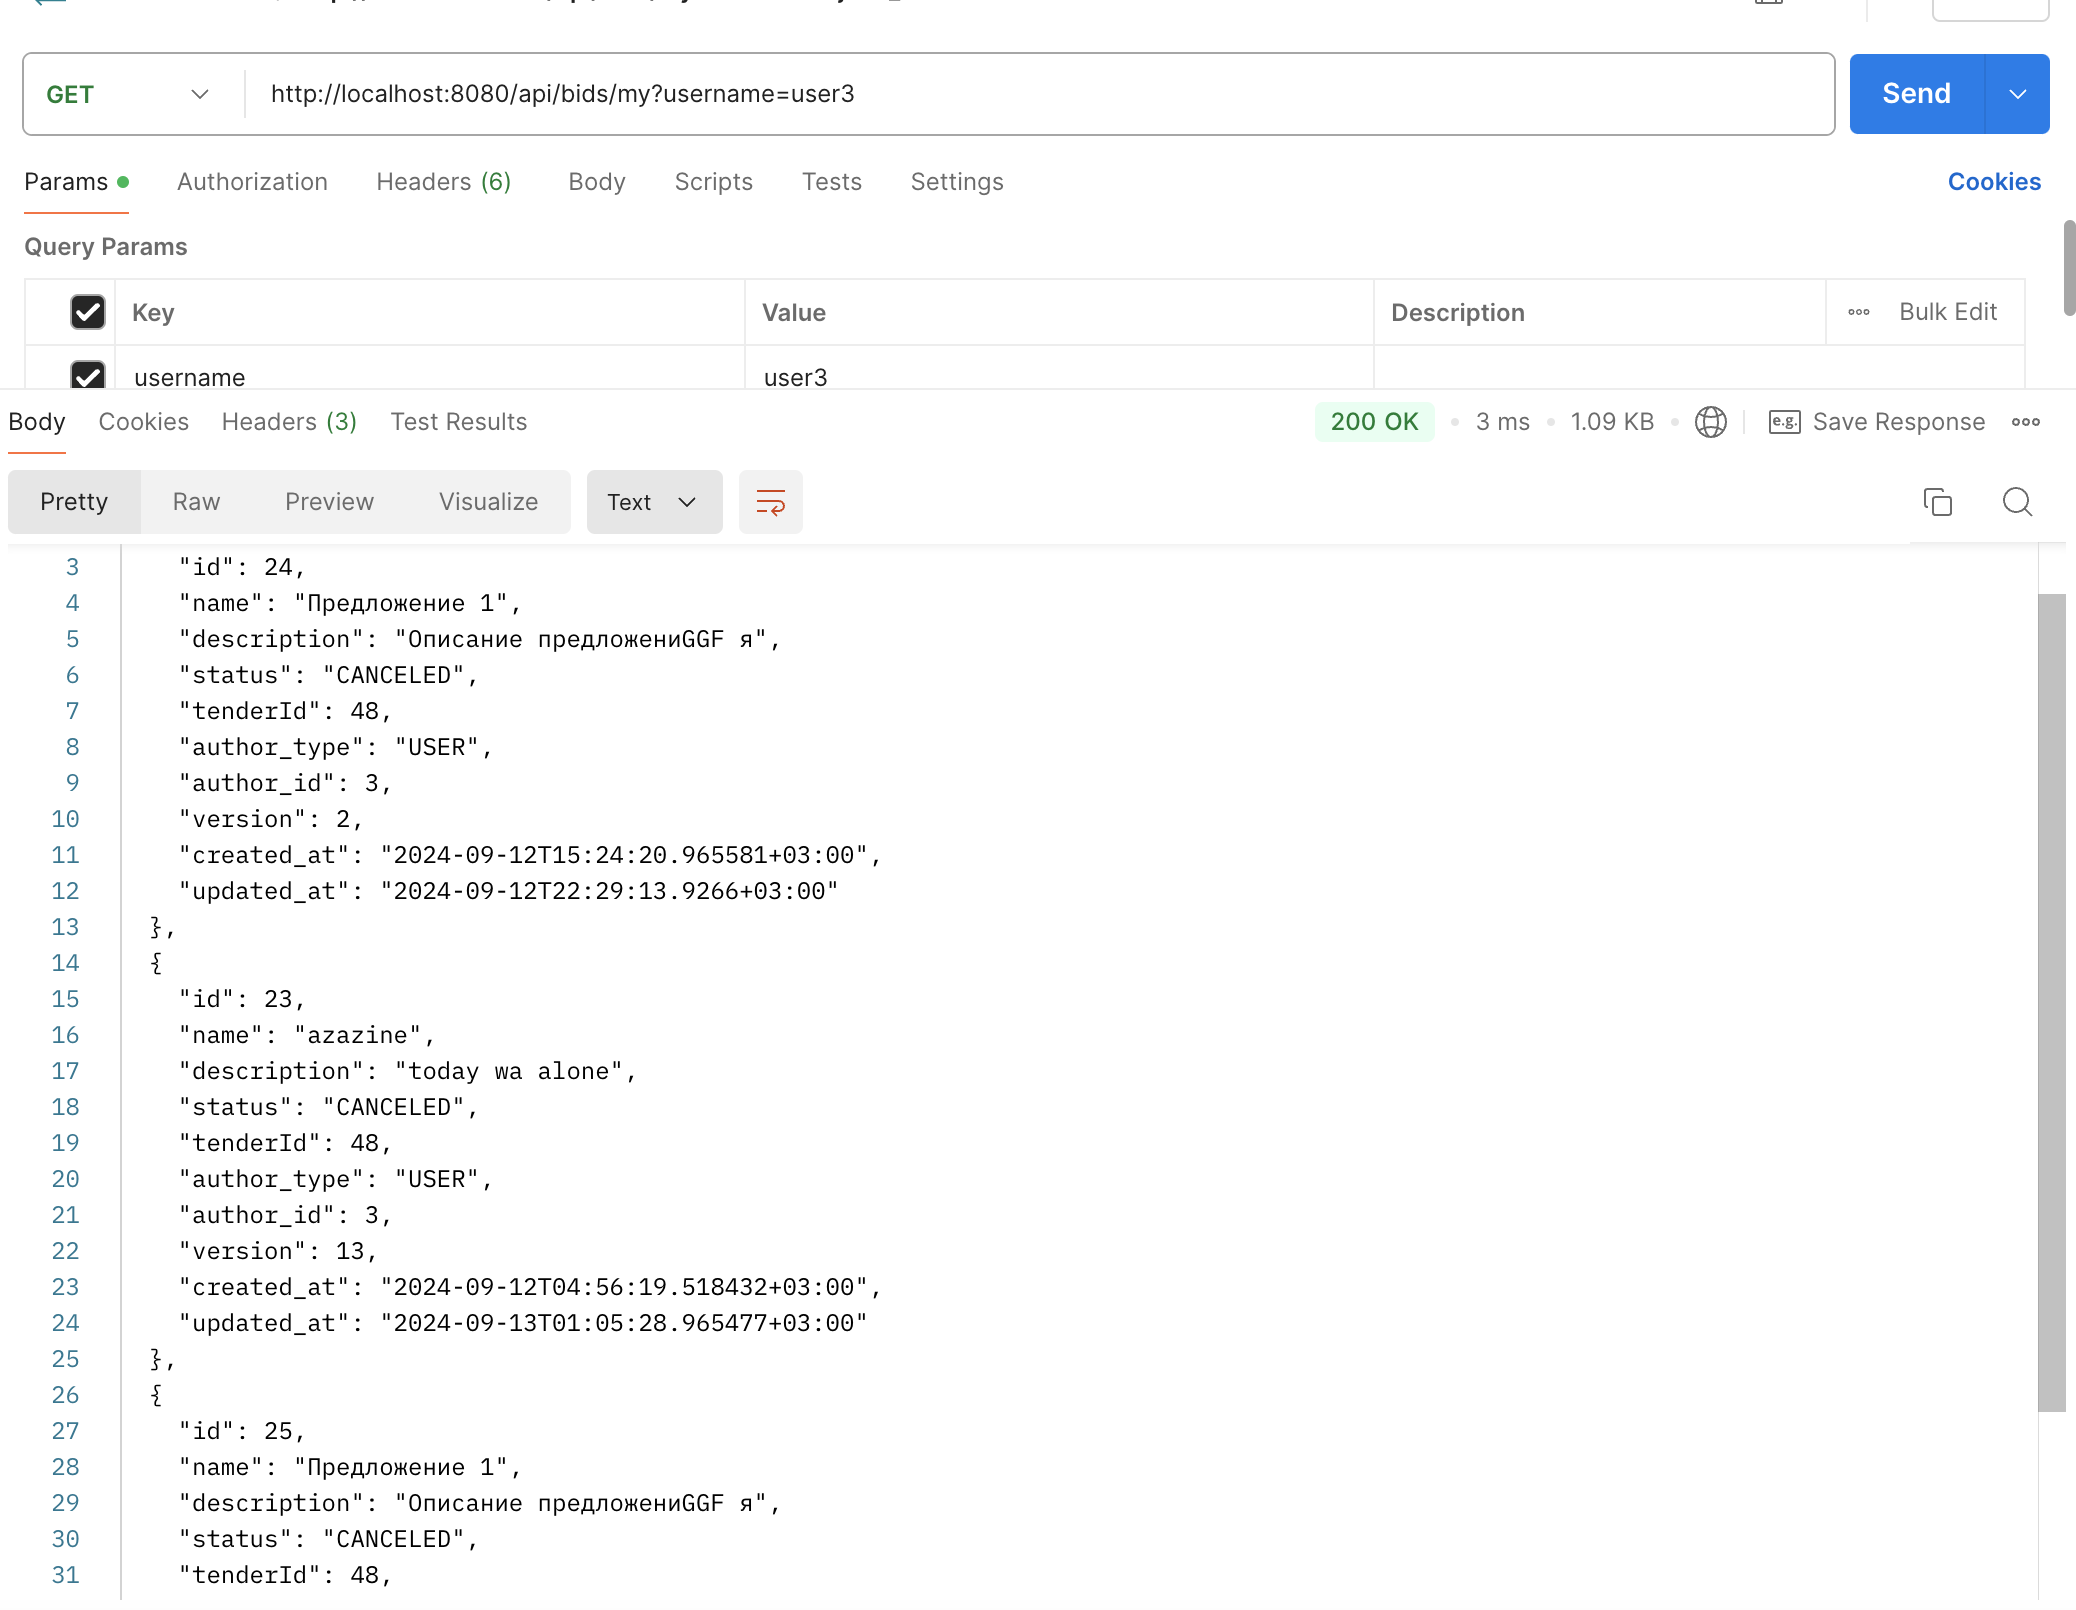 GET http://localhost:8080/api/bids/my?username=user3 Send
Params Authorization Headers (6) Body Scripts Tests Settings Cookies
Query Params
Key Value Description Bulk Edit
username user3
Body Cookies Headers (3) Test Results 200 OK 3 ms 1.09 KB e.g. Save Response
Pretty Raw Preview Visualize Text
3 "id": 24,
4 "name": "Предложение 1",
5 "description": "Описание предложениGGF я",
6 "status": "CANCELED",
7 "tenderId": 48,
8 "author_type": "USER",
9 "author_id": 3,
10 "version": 2,
11 "created_at": "2024-09-12T15:24:20.965581+03:00",
12 "updated_at": "2024-09-12T22:29:13.9266+03:00"
13 },
14 {
15 "id": 23,
16 "name": "azazine",
17 "description": "today wa alone",
18 "status": "CANCELED",
19 "tenderId": 48,
20 "author_type": "USER",
21 "author_id": 3,
22 "version": 13,
23 "created_at": "2024-09-12T04:56:19.518432+03:00",
24 "updated_at": "2024-09-13T01:05:28.965477+03:00"
25 },
26 {
27 "id": 25,
28 "name": "Предложение 1",
29 "description": "Описание предложениGGF я",
30 "status": "CANCELED",
31 "tenderId": 48,